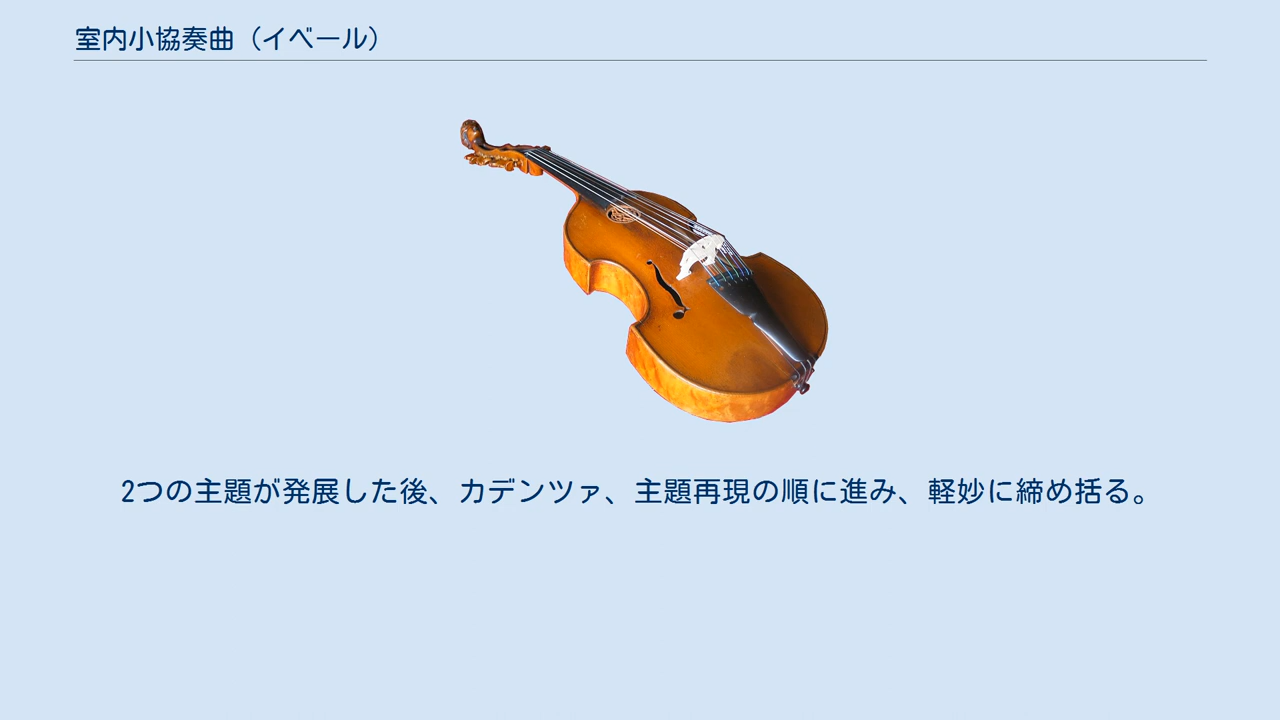 室内小協奏曲（イベール）
2つの主題が発展した後、カデンツァ、主題再現の順に進み、軽妙に締め括る。